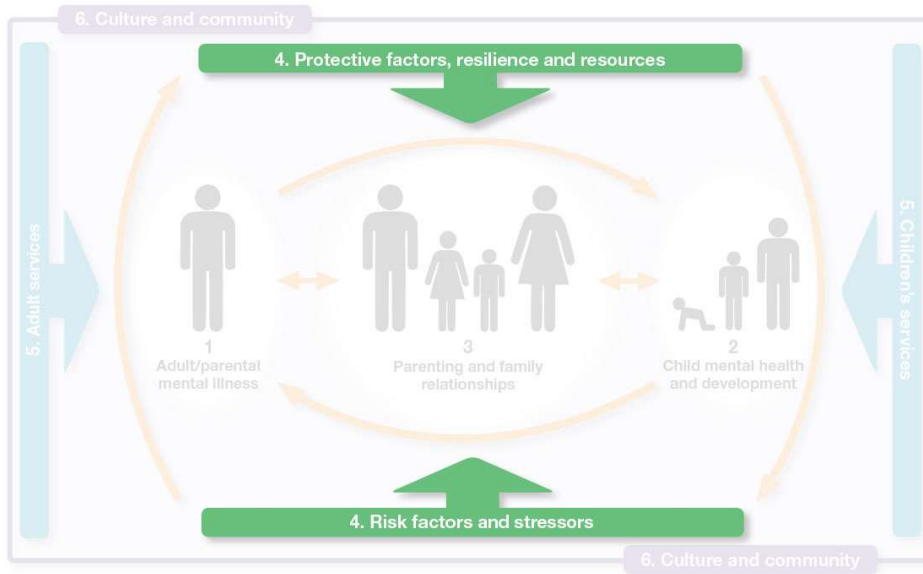 6. Culture and community
4. Protective factors, resilience and resources
5. Adult services
5. Children's services
1
Adult/parental
mental illness
3
Parenting and family
relationships
2
Child mental health
and development
4. Risk factors and stressors
6. Culture and community